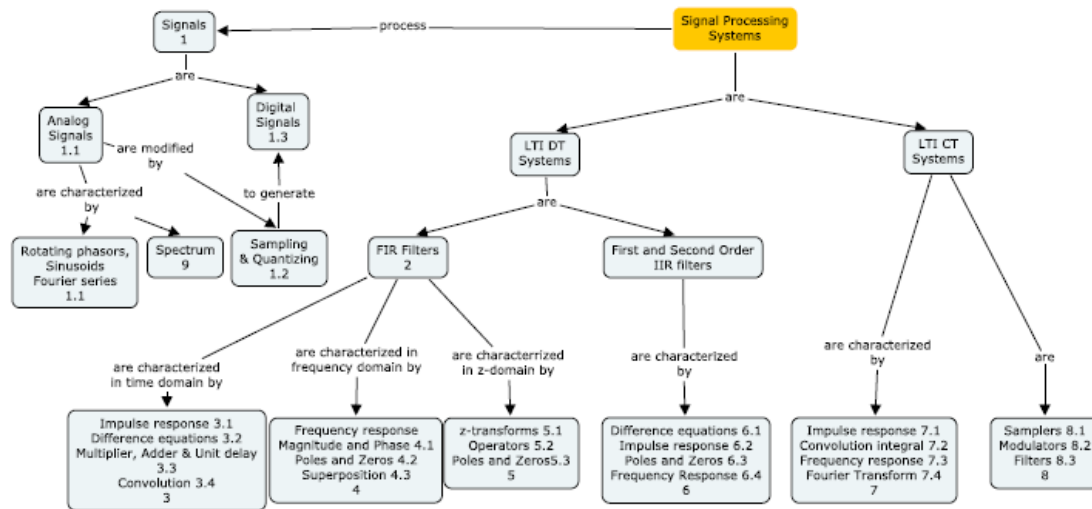 Signals
1
process
Signal Processing
Systems
are
are
Analog
Signals
1.1
Digital
Signals
1.3
are modified
by
LTI DT
Systems
LTI CT
Systems
are characterized
by
to generate
are
Rotating phasors,
Sinusoids
Fourier series
1.1
Spectrum
9
Sampling
& Quantizing
1.2
FIR Filters
2
First and Second Order
IIR filters
are characterized
in time domain by
are characterized in
frequency domain by
are characterrized
in z-domain by
are characterized
by
are characterized
by
are
Impulse response 3.1
Difference equations 3.2
Multiplier, Adder & Unit delay
3.3
Convolution 3.4
3
Frequency response
Magnitude and Phase 4.1
Poles and Zeros 4.2
Superposition 4.3
4
z-transforms 5.1
Operators 5.2
Poles and Zeros5.3
5
Difference equations 6.1
Impulse response 6.2
Poles and Zeros 6.3
Frequency Response 6.4
6
Impulse response 7.1
Convolution integral 7.2
Frequency response 7.3
Fourier Transform 7.4
7
Samplers 8.1
Modulators 8.2
Filters 8.3
8